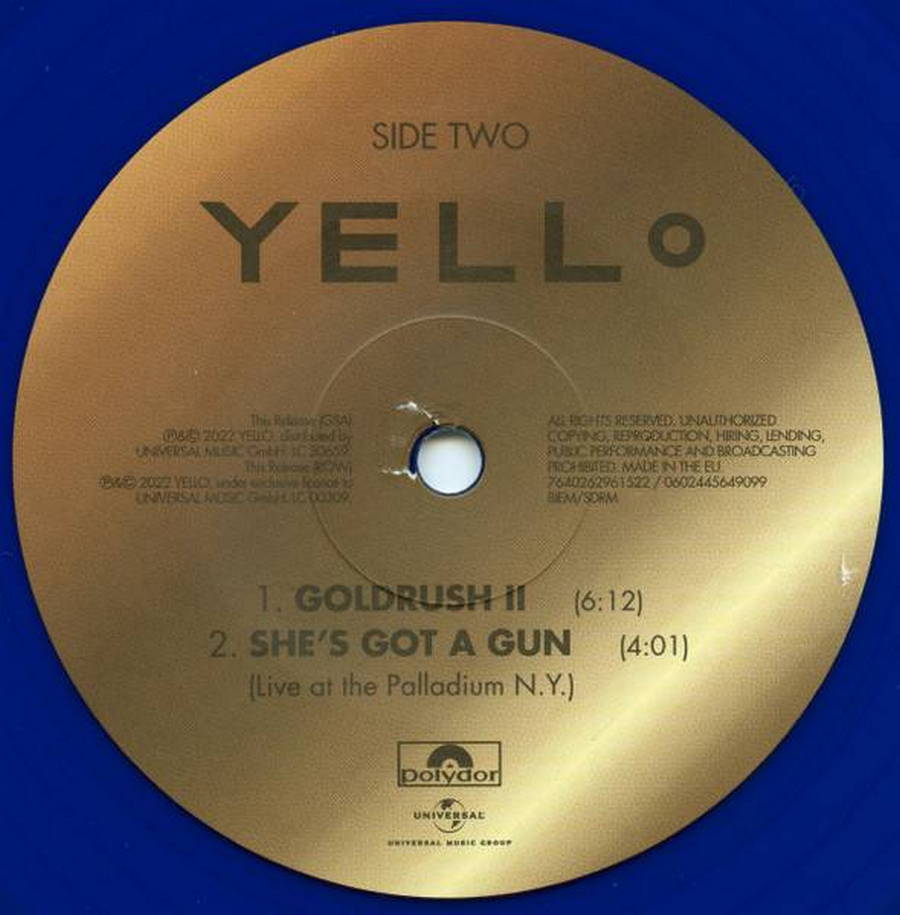 SIDE TWO
YELLO
This Release (GSA)
℗&© 2022 YELLO, distributed by
UNIVERSAL MUSIC GmbH, LC 30659.
This Release (ROW)
℗&© 2022 YELLO, under exclusive licence to
UNIVERSAL MUSIC GmbH, LC 00309.
ALL RIGHTS RESERVED. UNAUTHORIZED
COPYING, REPRODUCTION, HIRING, LENDING,
PUBLIC PERFORMANCE AND BROADCASTING
PROHIBITED. MADE IN THE EU.
7640262961522 / 0602445649099
BIEM/SDRM
1. GOLDRUSH II (6:12)
2. SHE'S GOT A GUN (4:01)
(Live at the Palladium N.Y.)
polydor
UNIVERSAL
UNIVERSAL MUSIC GROUP